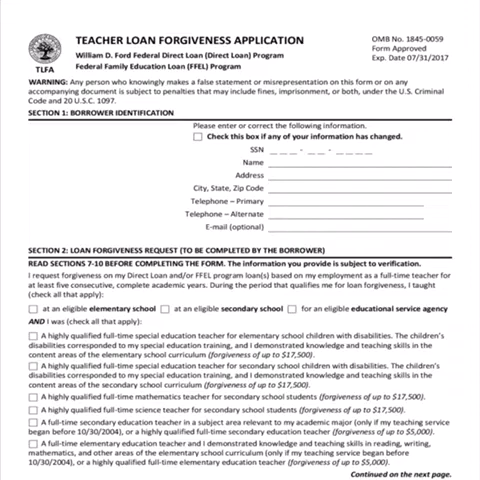 TEACHER LOAN FORGIVENESS APPLICATION
William D. Ford Federal Direct Loan (Direct Loan) Program
Federal Family Education Loan (FFEL) Program
TLFA
OMB No. 1845-0059
Form Approved
Exp. Date 07/31/2017
WARNING: Any person who knowingly makes a false statement or misrepresentation on this form or on any
accompanying document is subject to penalties that may include fines, imprisonment, or both, under the U.S. Criminal
Code and 20 U.S.C. 1097.
SECTION 1: BORROWER IDENTIFICATION
Please enter or correct the following information.
Check this box if any of your information has changed.
SSN __ __ __ - __ __ - __ __ __ __
Name
Address
City, State, Zip Code
Telephone – Primary
Telephone – Alternate
E-mail (optional)
SECTION 2: LOAN FORGIVENESS REQUEST (TO BE COMPLETED BY THE BORROWER)
READ SECTIONS 7-10 BEFORE COMPLETING THE FORM. The information you provide is subject to verification.
I request forgiveness on my Direct Loan and/or FFEL program loan(s) based on my employment as a full-time teacher for
at least five consecutive, complete academic years. During the period that qualifies me for loan forgiveness, I taught
(check all that apply):
at an eligible elementary school at an eligible secondary school for an eligible educational service agency
AND I was (check all that apply):
A highly qualified full-time special education teacher for elementary school children with disabilities. The children's
disabilities corresponded to my special education training, and I demonstrated knowledge and teaching skills in the
content areas of the elementary school curriculum (forgiveness of up to $17,500).
A highly qualified full-time special education teacher for secondary school children with disabilities. The children's
disabilities corresponded to my special education training, and I demonstrated knowledge and teaching skills in the
content areas of the secondary school curriculum (forgiveness of up to $17,500).
A highly qualified full-time mathematics teacher for secondary school students (forgiveness of up to $17,500).
A highly qualified full-time science teacher for secondary school students (forgiveness of up to $17,500).
A full-time secondary education teacher in a subject area relevant to my academic major (only if my teaching service
began before 10/30/2004), or a highly qualified full-time secondary education teacher (forgiveness of up to $5,000).
A full-time elementary education teacher and I demonstrated knowledge and teaching skills in reading, writing,
mathematics, and other areas of the elementary school curriculum (only if my teaching service began before
10/30/2004), or a highly qualified full-time elementary education teacher (forgiveness of up to $5,000).
Continued on the next page.